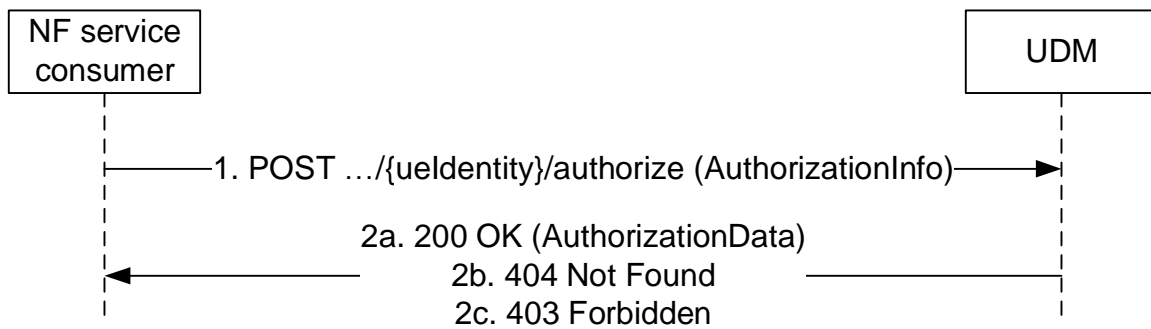 NF service
consumer
UDM
1. POST …/{ueIdentity}/authorize (AuthorizationInfo)
2a. 200 OK (AuthorizationData)
2b. 404 Not Found
2c. 403 Forbidden